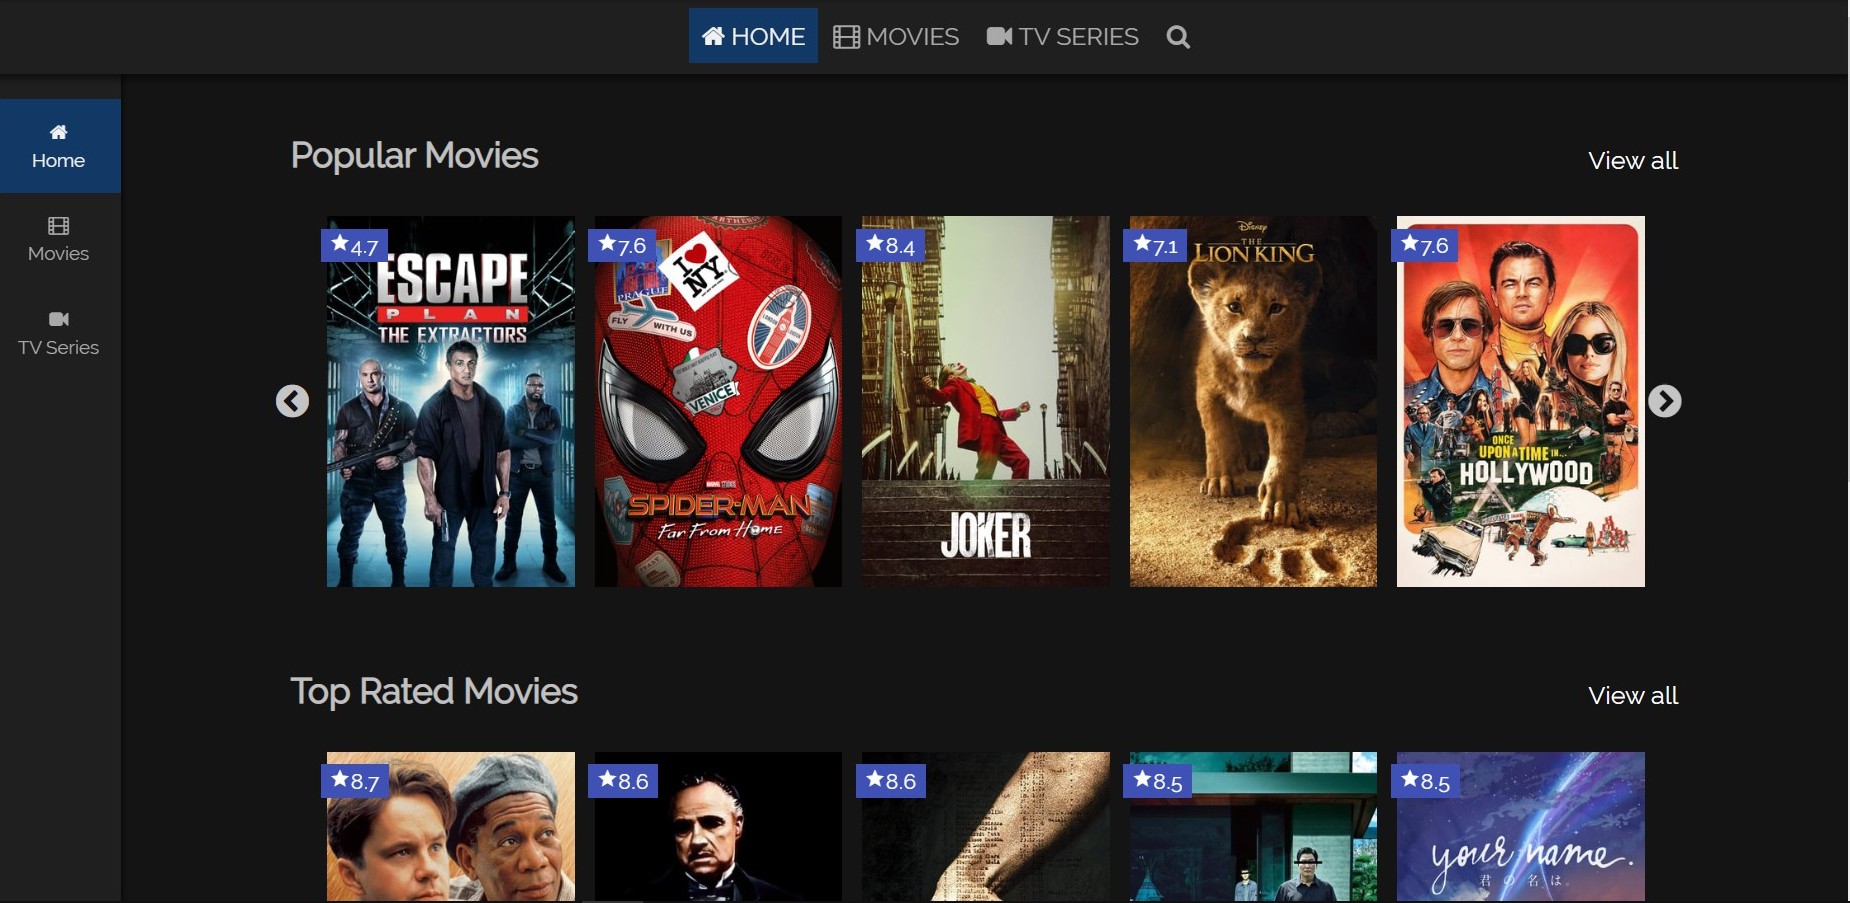 HOME MOVIES TV SERIES
Home
Movies
TV Series
Popular Movies
View all
4.7
ESCAPE
PLAN
THE EXTRACTORS
7.6
I NY
PRAGUE
FLY WITH US
VENICE
MARVEL STUDIOS
SPIDER-MAN
Far From Home
8.4
JOKER
7.1
Disney
THE
LION KING
7.6
ONCE
UPON A TIME IN...
HOLLYWOOD
Top Rated Movies
View all
8.7
8.6
8.6
8.5
8.5
your name.
君の名は。